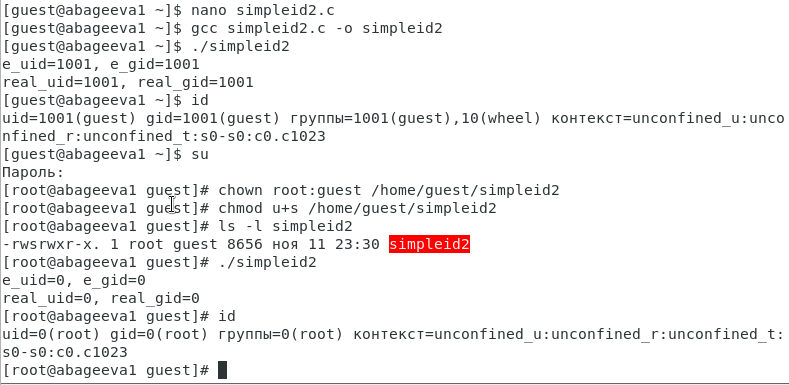 [guest@abageeva1 ~]$ nano simpleid2.c
[guest@abageeva1 ~]$ gcc simpleid2.c -o simpleid2
[guest@abageeva1 ~]$ ./simpleid2
e_uid=1001, e_gid=1001
real_uid=1001, real_gid=1001
[guest@abageeva1 ~]$ id
uid=1001(guest) gid=1001(guest) группы=1001(guest),10(wheel) контекст=unconfined_u:unco
nfined_r:unconfined_t:s0-s0:c0.c1023
[guest@abageeva1 ~]$ su
Пароль:
[root@abageeva1 guest]# chown root:guest /home/guest/simpleid2
[root@abageeva1 guest]# chmod u+s /home/guest/simpleid2
[root@abageeva1 guest]# ls -l simpleid2
-rwsrwxr-x. 1 root guest 8656 ноя 11 23:30 simpleid2
[root@abageeva1 guest]# ./simpleid2
e_uid=0, e_gid=0
real_uid=0, real_gid=0
[root@abageeva1 guest]# id
uid=0(root) gid=0(root) группы=0(root) контекст=unconfined_u:unconfined_r:unconfined_t:
s0-s0:c0.c1023
[root@abageeva1 guest]#